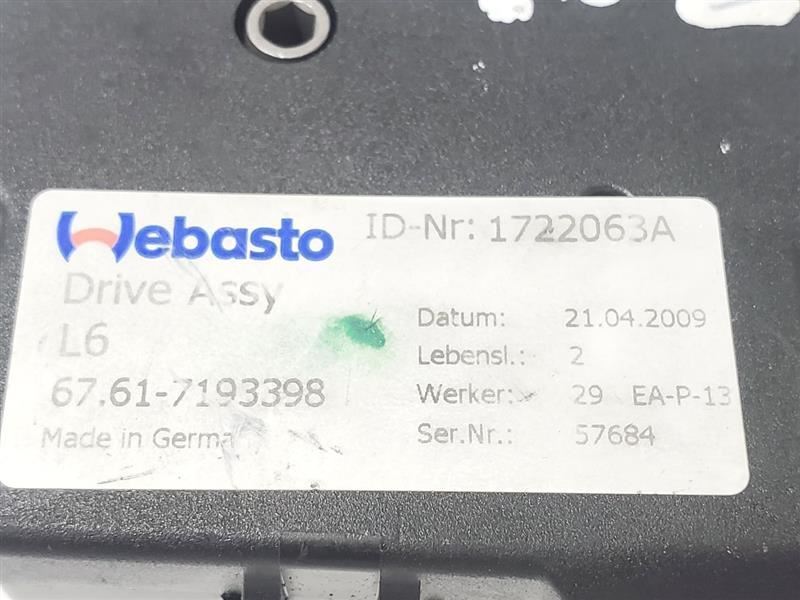 Webasto
ID-Nr: 1722063A
Drive Assy
L6
67.61-7193398
Made in Germa
Datum: 21.04.2009
Lebensl.: 2
Werker: 29 EA-P-13
Ser.Nr.: 57684